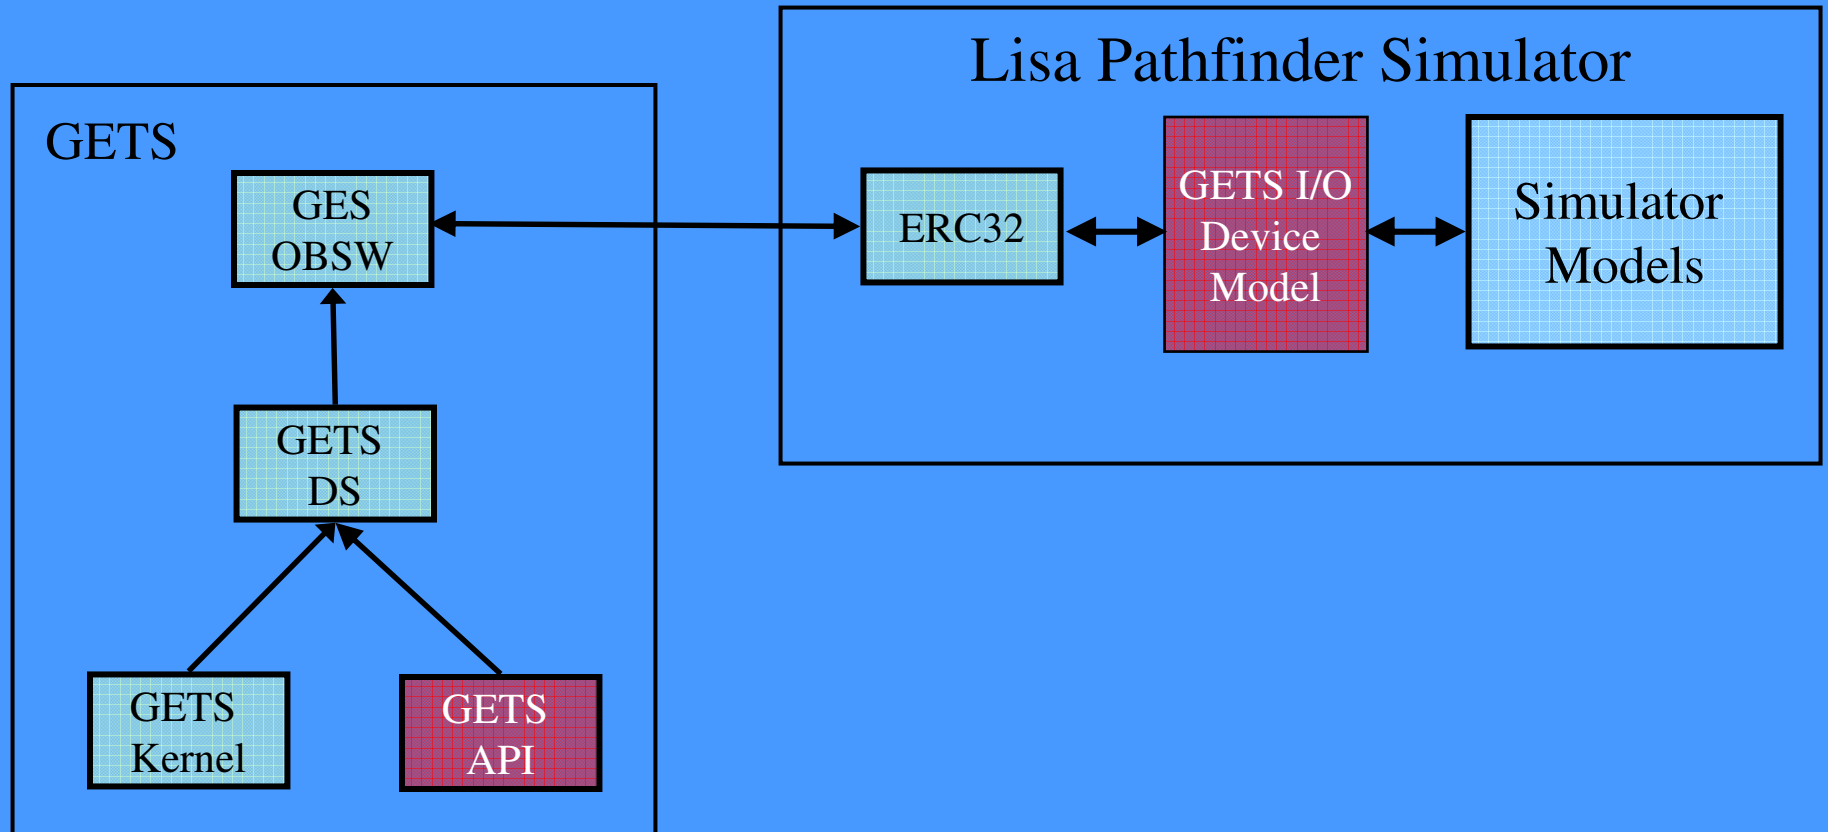 Lisa Pathfinder Simulator
GETS
GES
OBSW
ERC32
GETS I/O
Device
Model
Simulator
Models
GETS
DS
GETS
Kernel
GETS
API